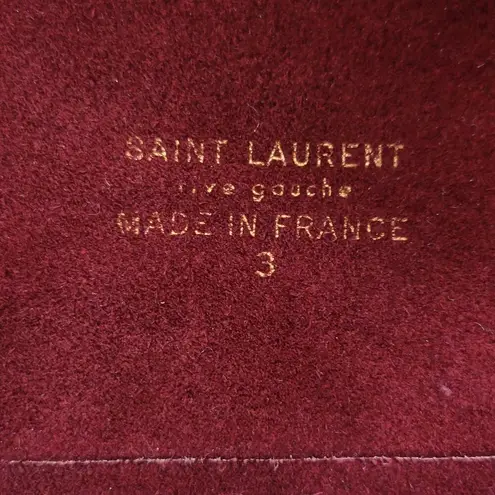 SAINT LAURENT
rive gauche
MADE IN FRANCE
3